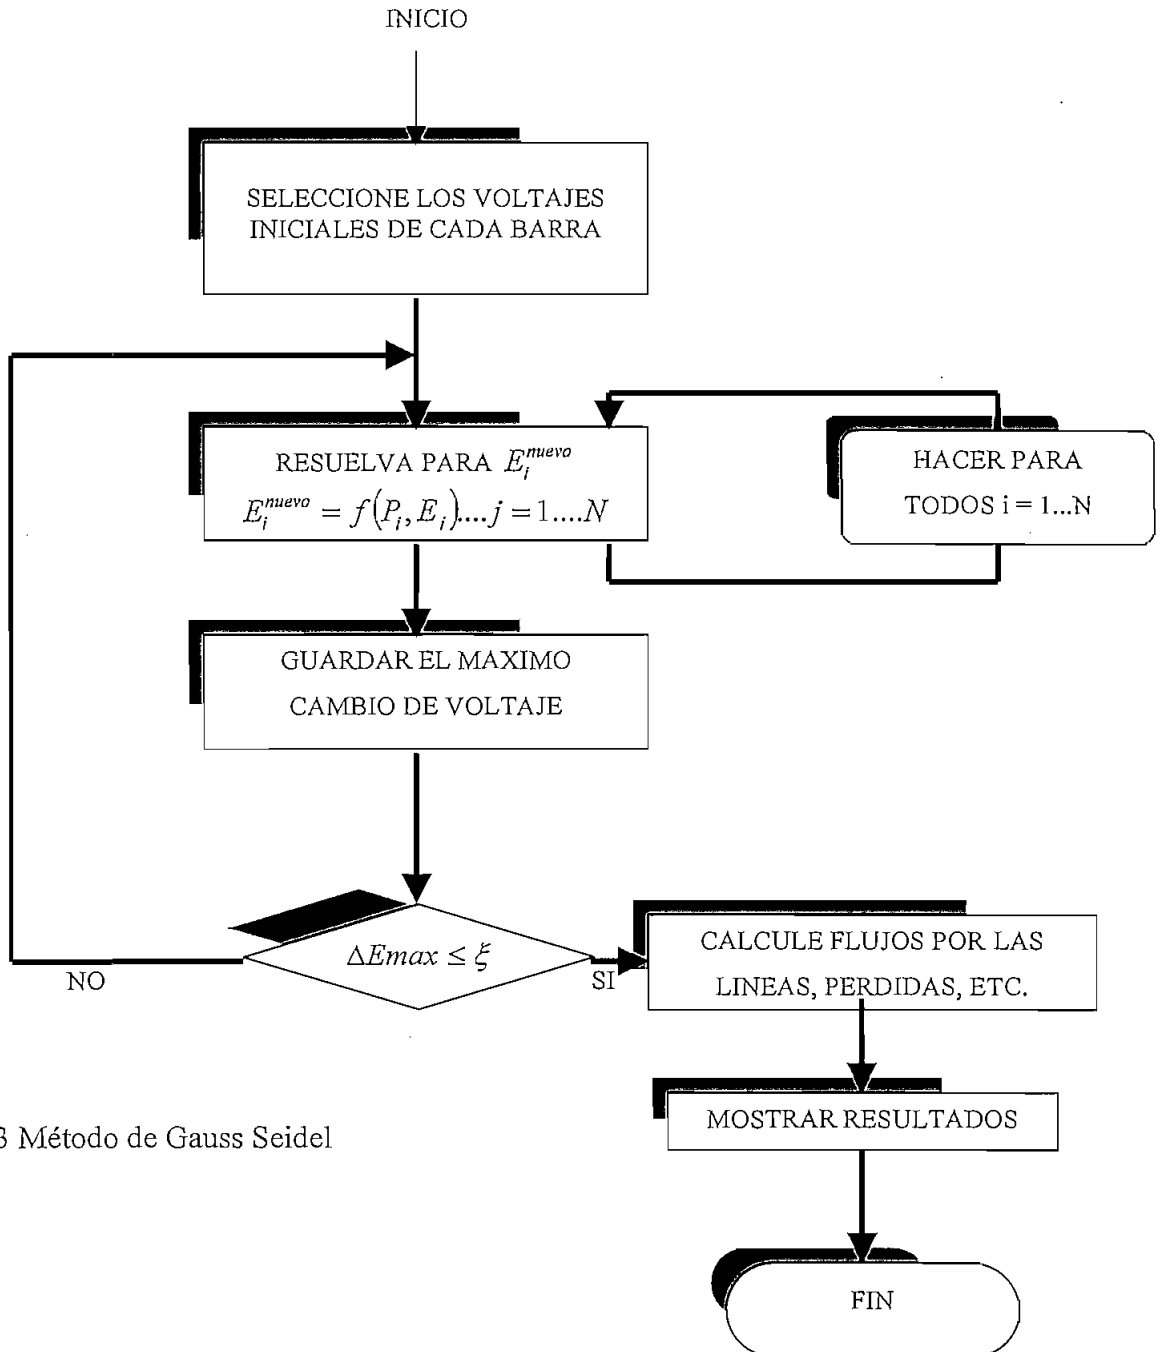 INICIO
SELECCIONE LOS VOLTAJES
INICIALES DE CADA BARRA
RESUELVA PARA E_i^nuevo
E_i^nuevo = f(P_i, E_j)....j = 1....N
HACER PARA
TODOS i = 1...N
GUARDAR EL MAXIMO
CAMBIO DE VOLTAJE
ΔEmax ≤ ξ
NO
SI
CALCULE FLUJOS POR LAS
LINEAS, PERDIDAS, ETC.
MOSTRAR RESULTADOS
3 Método de Gauss Seidel
FIN